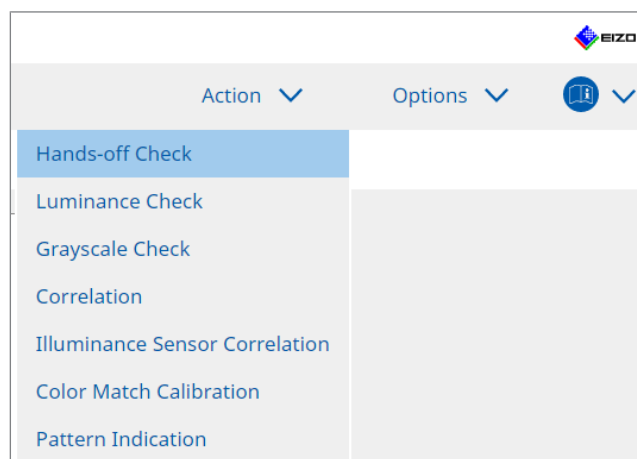 EIZO
Action Options
Hands-off Check
Luminance Check
Grayscale Check
Correlation
Illuminance Sensor Correlation
Color Match Calibration
Pattern Indication